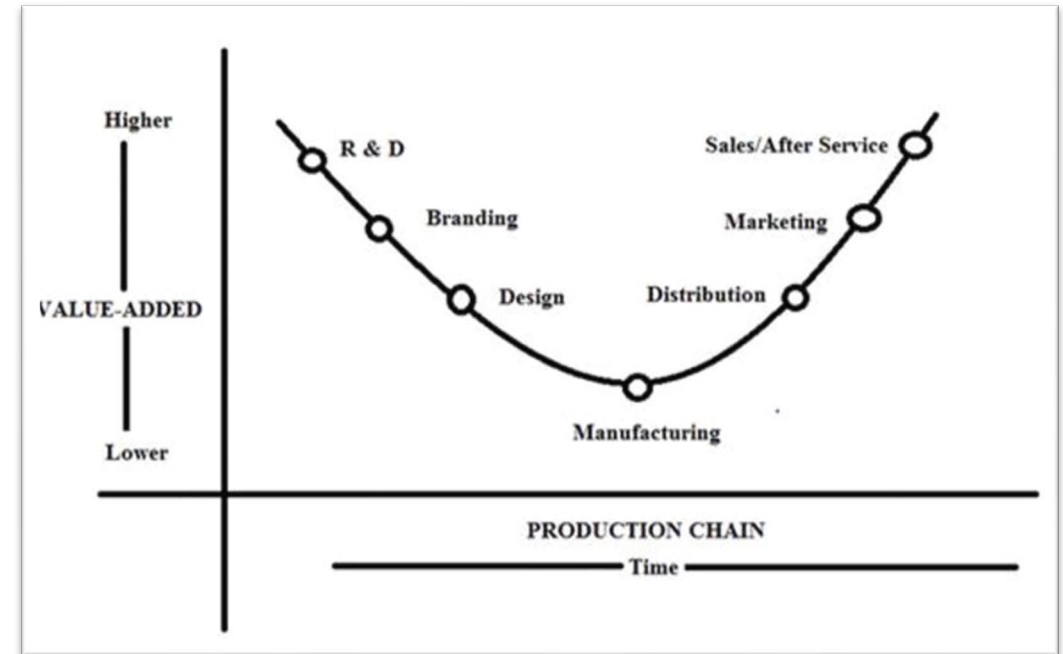 Higher
R & D
Sales/After Service
Branding
Marketing
Design
Distribution
VALUE-ADDED
Manufacturing
Lower
PRODUCTION CHAIN
Time